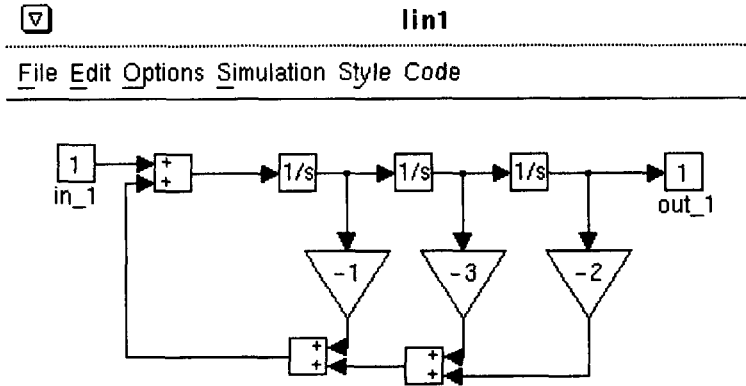 lin1
File Edit Options Simulation Style Code
1 + + 1/s 1/s 1/s 1
in_1 out_1
-1 -3 -2
+ + + +